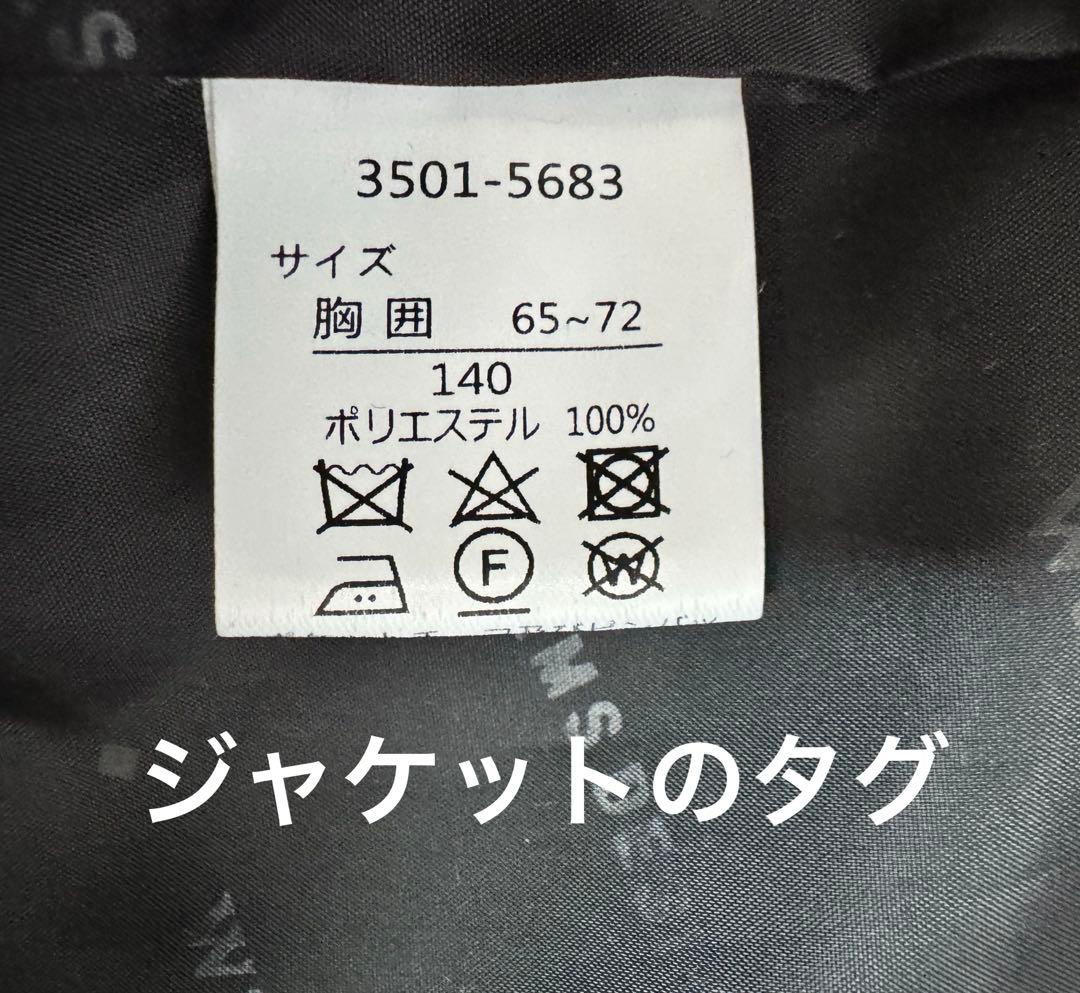 3501-5683
サイズ
胸囲 65~72
140
ポリエステル 100%
F
W
ジャケットのタグ